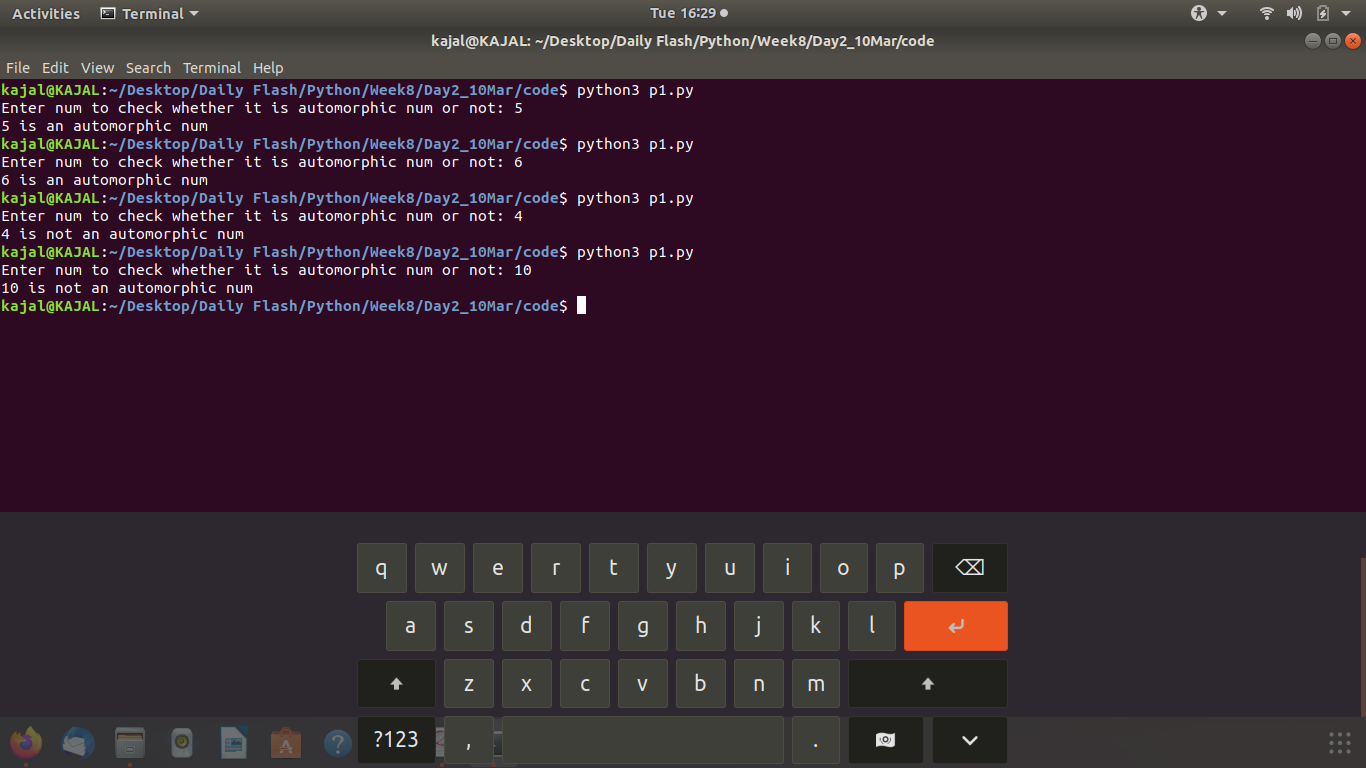 Activities Terminal Tue 16:29
kajal@KAJAL: ~/Desktop/Daily Flash/Python/Week8/Day2_10Mar/code
File Edit View Search Terminal Help
kajal@KAJAL:~/Desktop/Daily Flash/Python/Week8/Day2_10Mar/code$ python3 p1.py
Enter num to check whether it is automorphic num or not: 5
5 is an automorphic num
kajal@KAJAL:~/Desktop/Daily Flash/Python/Week8/Day2_10Mar/code$ python3 p1.py
Enter num to check whether it is automorphic num or not: 6
6 is an automorphic num
kajal@KAJAL:~/Desktop/Daily Flash/Python/Week8/Day2_10Mar/code$ python3 p1.py
Enter num to check whether it is automorphic num or not: 4
4 is not an automorphic num
kajal@KAJAL:~/Desktop/Daily Flash/Python/Week8/Day2_10Mar/code$ python3 p1.py
Enter num to check whether it is automorphic num or not: 10
10 is not an automorphic num
kajal@KAJAL:~/Desktop/Daily Flash/Python/Week8/Day2_10Mar/code$
q w e r t y u i o p
a s d f g h j k l
z x c v b n m
?123 , .